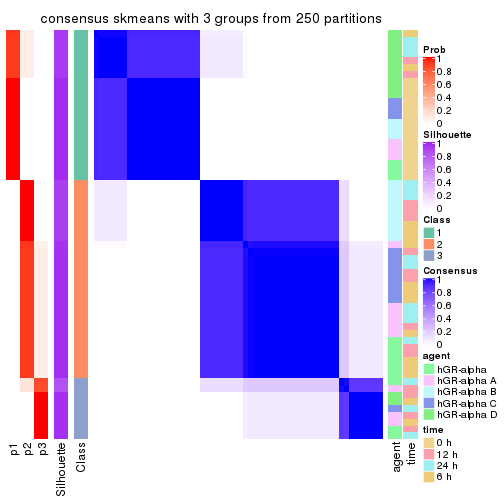 consensus skmeans with 3 groups from 250 partitions
Prob
1
0.8
0.6
0.4
0.2
0
Silhouette
1
0.8
0.6
0.4
0.2
0
Class
1
2
3
Consensus
1
0.8
0.6
0.4
0.2
0
agent
hGR-alpha
hGR-alpha A
hGR-alpha B
hGR-alpha C
hGR-alpha D
time
0 h
12 h
24 h
6 h
p1
p2
p3
Silhouette
Class
agent
time